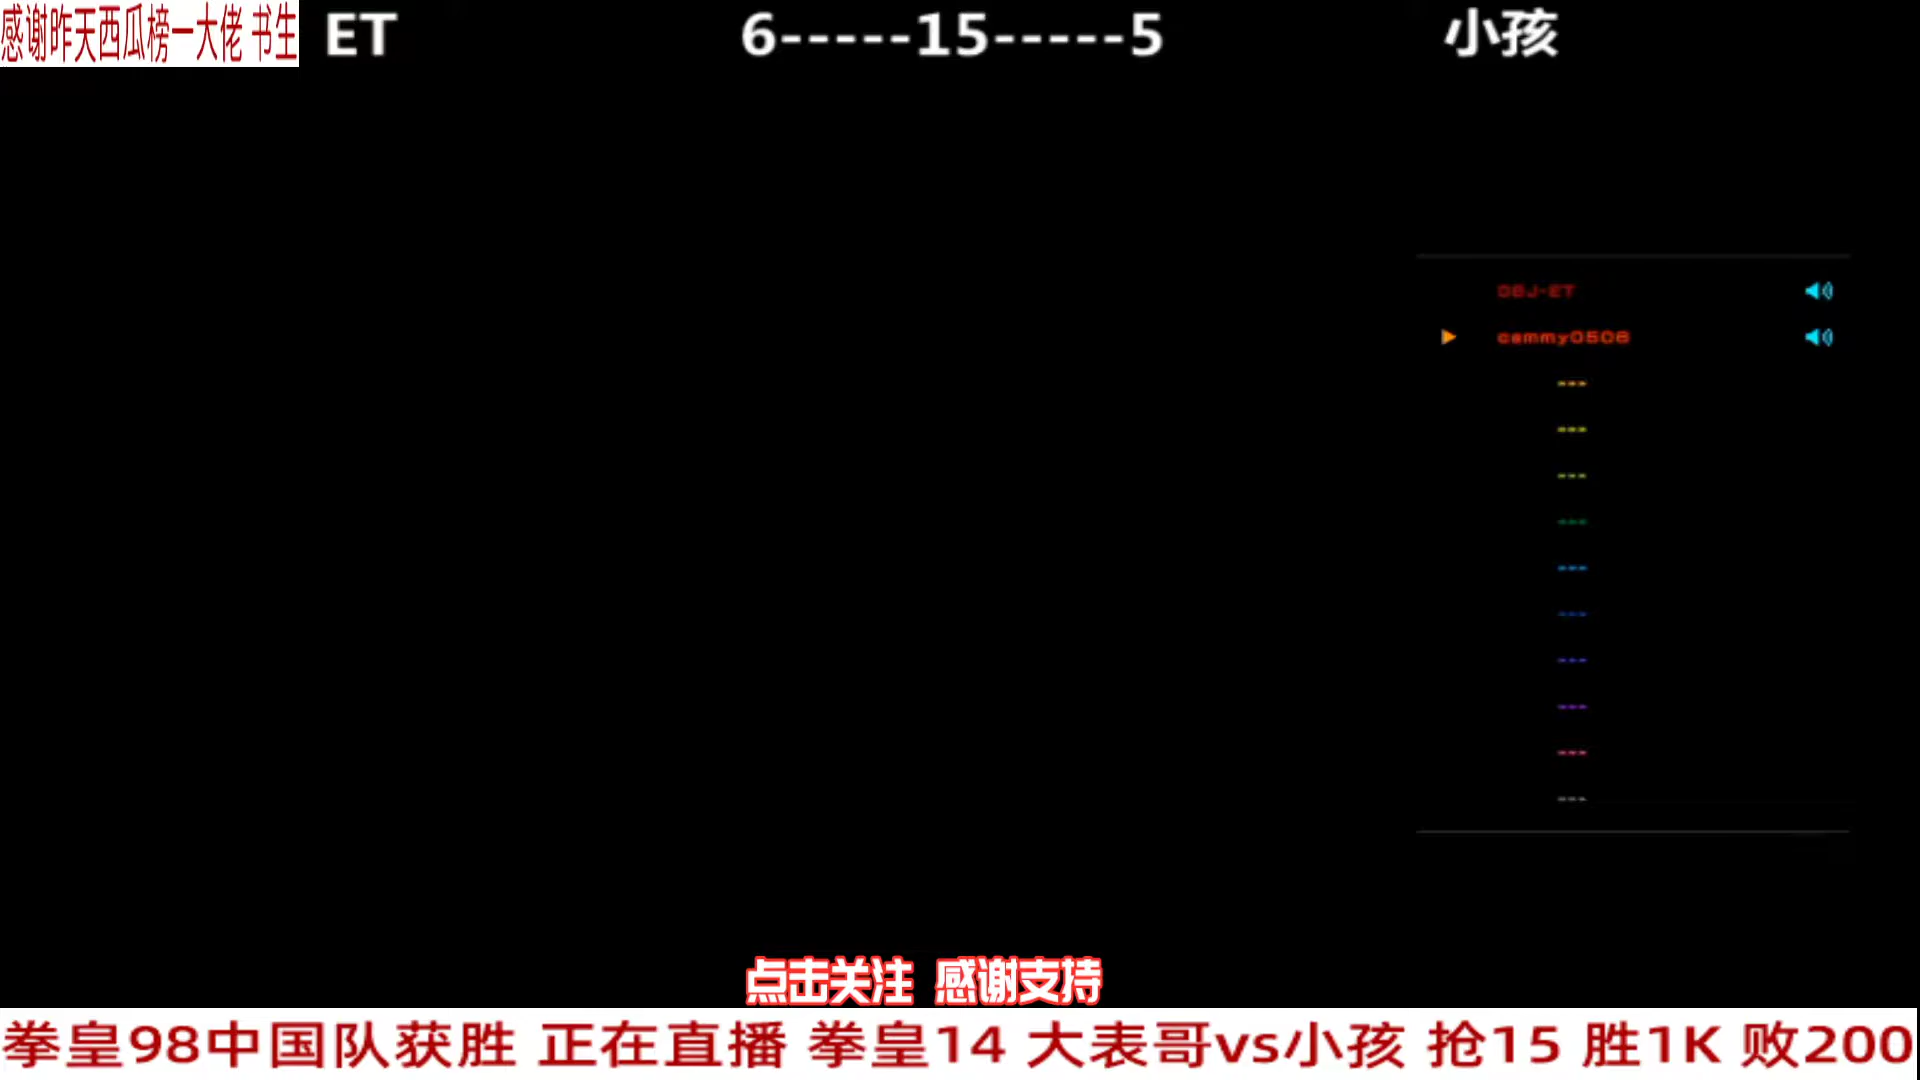 感谢昨天西瓜榜一大佬 书生
ET
6-----15-----5
小孩
DBJ-ET
cammy0506
---
---
---
---
---
---
---
---
---
---
点击关注 感谢支持
拳皇98中国队获胜 正在直播 拳皇14 大表哥vs小孩 抢15 胜1K 败200